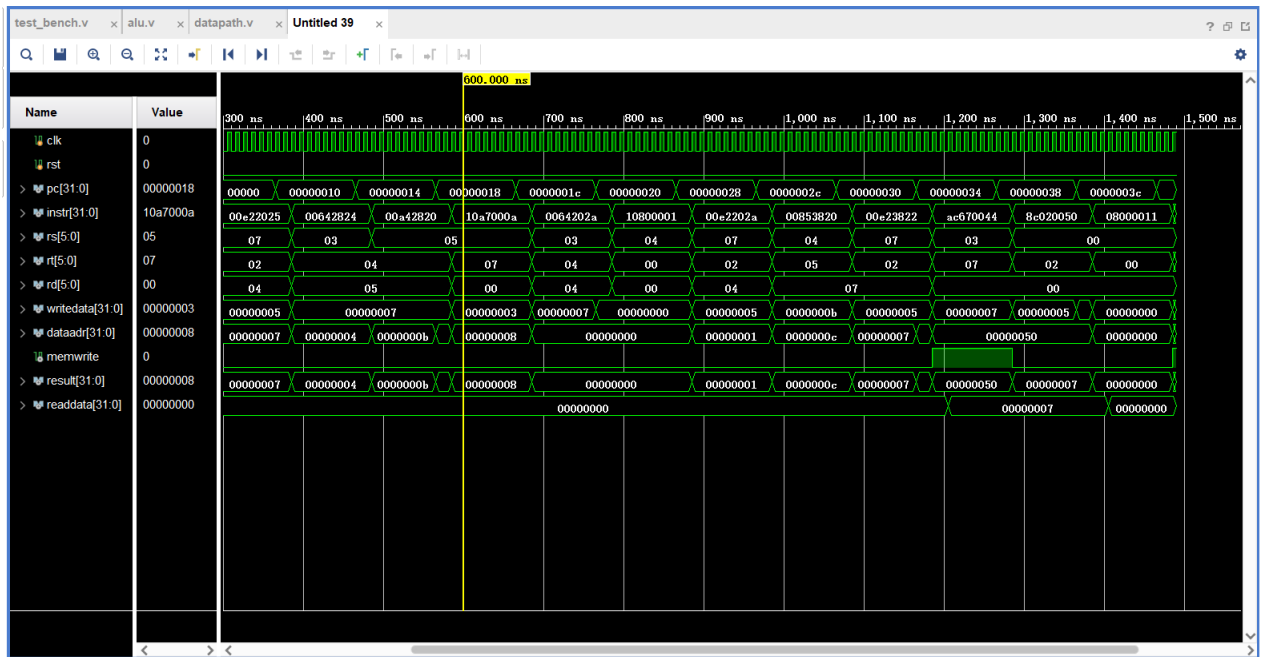 test_bench.v × alu.v × datapath.v × Untitled 39 ×
?
600.000 ns
Name Value
300 ns 400 ns 500 ns 600 ns 700 ns 800 ns 900 ns 1,000 ns 1,100 ns 1,200 ns 1,300 ns 1,400 ns 1,500 ns
clk 0
rst 0
> pc[31:0] 00000018 00000 00000010 00000014 00000018 0000001c 00000020 00000028 0000002c 00000030 00000034 00000038 0000003c
> instr[31:0] 10a7000a 00e22025 00642824 00a42820 10a7000a 0064202a 10800001 00e2202a 00853820 00e23822 ac670044 8c020050 08000011
> rs[5:0] 05 07 03 05 03 04 07 04 07 03 00
> rt[5:0] 07 02 04 07 04 00 02 05 02 07 02 00
> rd[5:0] 00 04 05 00 04 00 04 07 00
> writedata[31:0] 00000003 00000005 00000007 00000003 00000007 00000000 00000005 0000000b 00000005 00000007 00000005 00000000
> dataadr[31:0] 00000008 00000007 00000004 0000000b 00000008 00000000 00000001 0000000c 00000007 00000050 00000000
memwrite 0
> result[31:0] 00000008 00000007 00000004 0000000b 00000008 00000000 00000001 0000000c 00000007 00000050 00000007 00000000
> readdata[31:0] 00000000 00000000 00000007 00000000